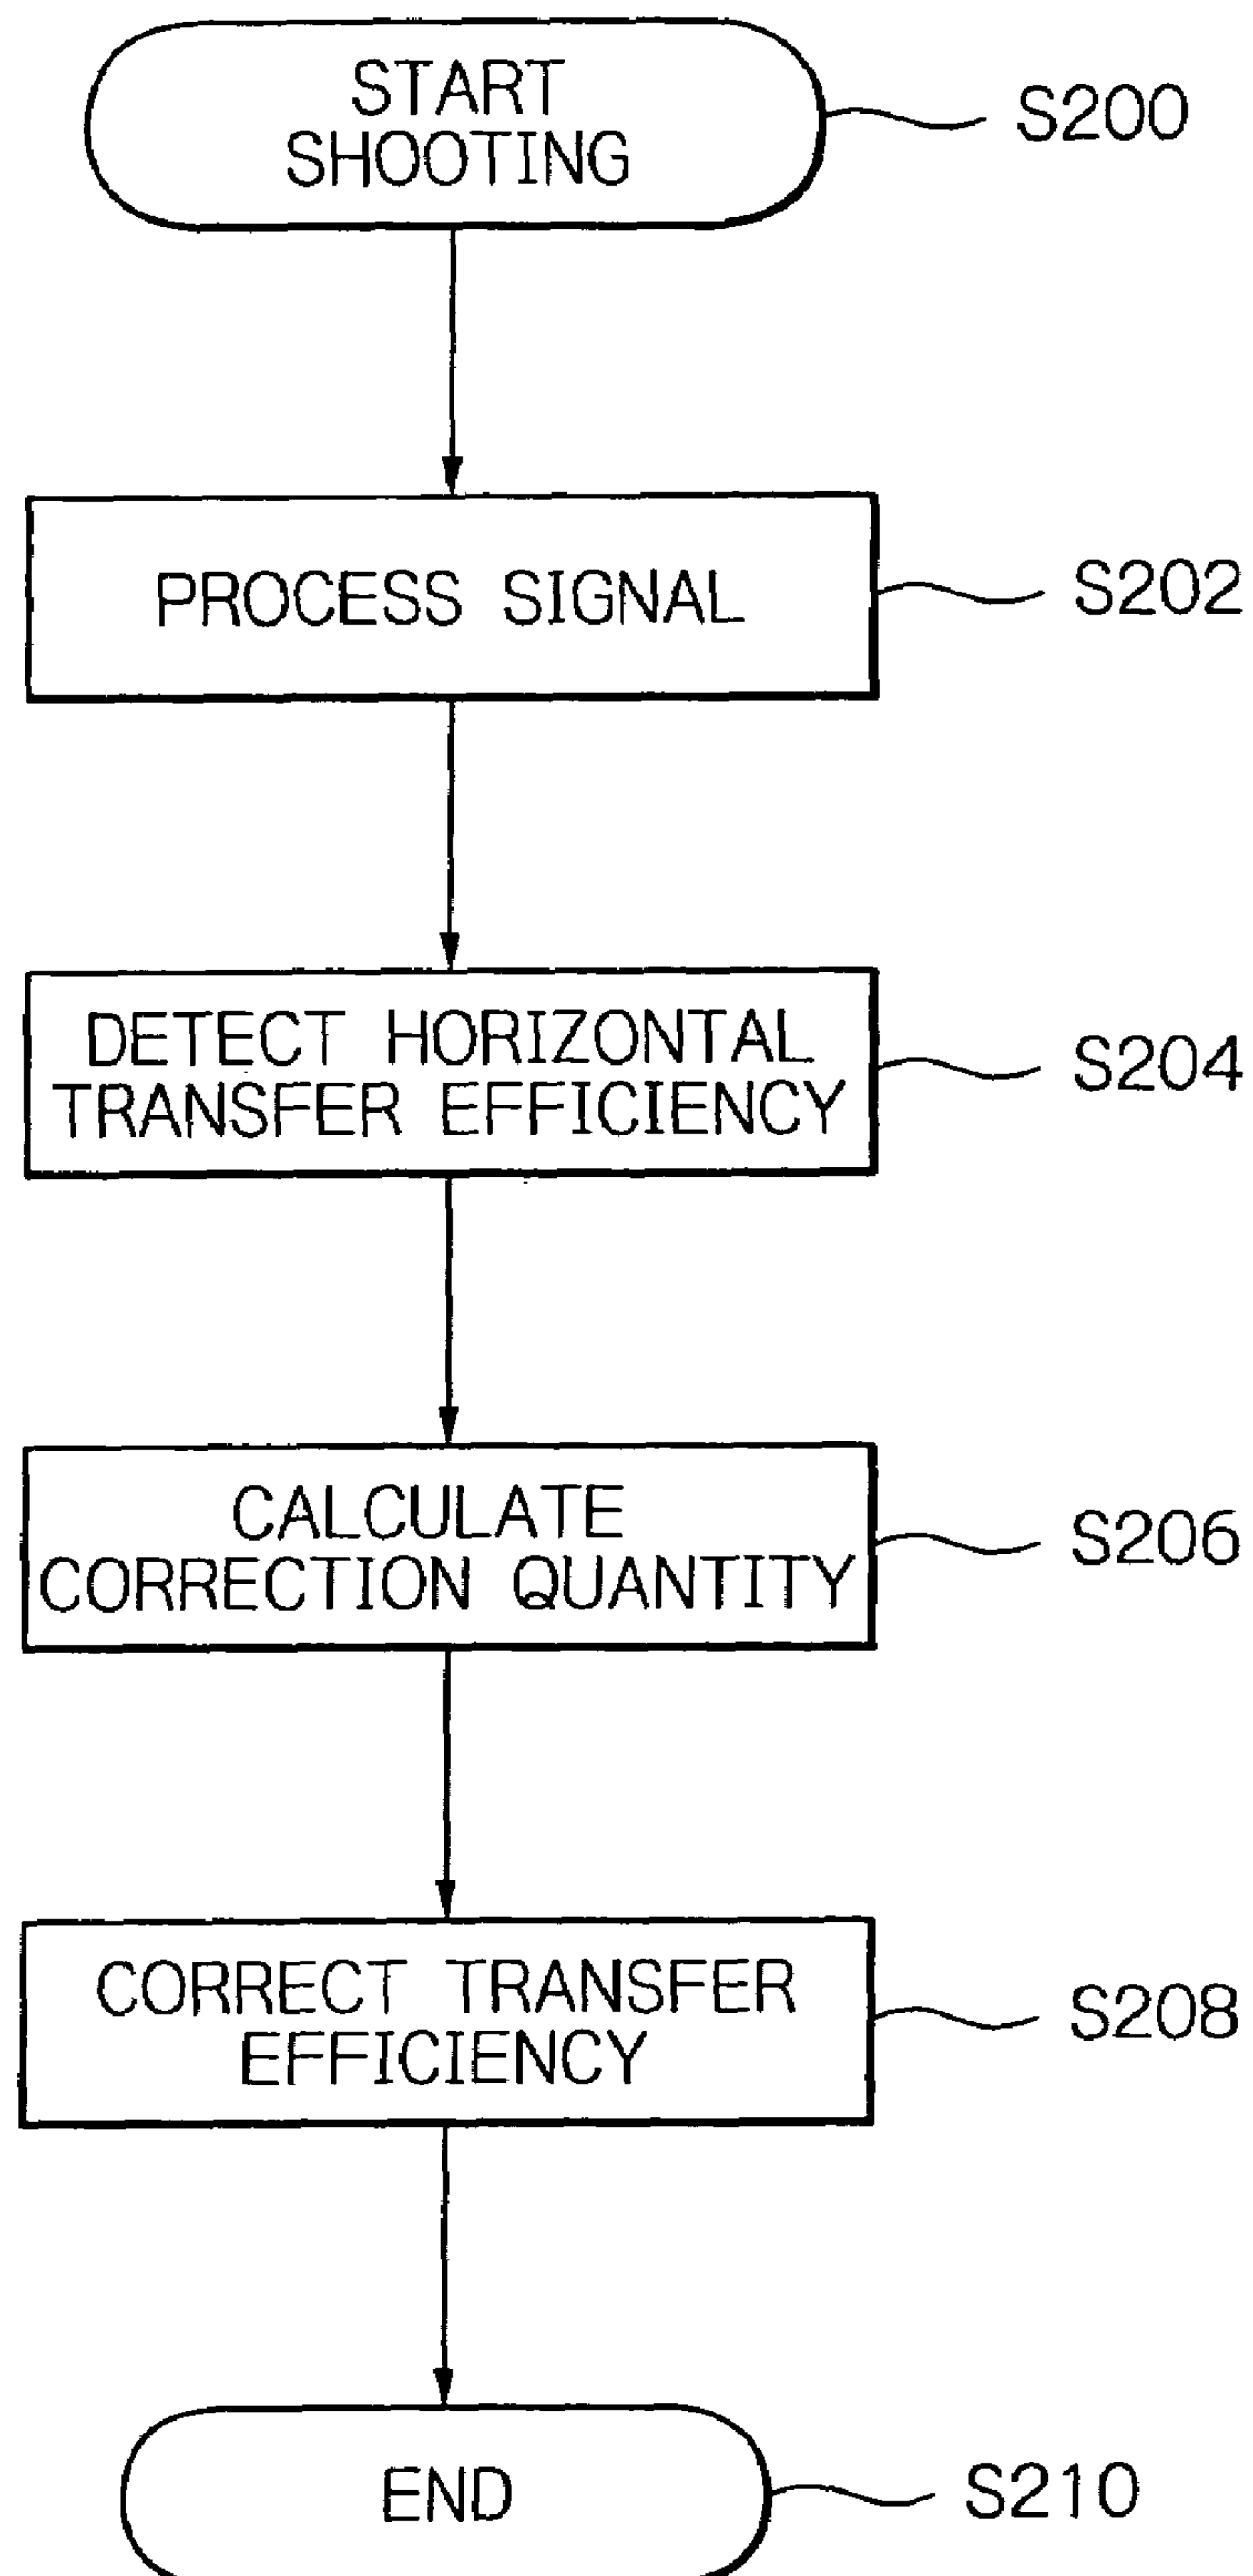 START
SHOOTING
S200
PROCESS SIGNAL
S202
DETECT HORIZONTAL
TRANSFER EFFICIENCY
S204
CALCULATE
CORRECTION QUANTITY
S206
CORRECT TRANSFER
EFFICIENCY
S208
END
S210